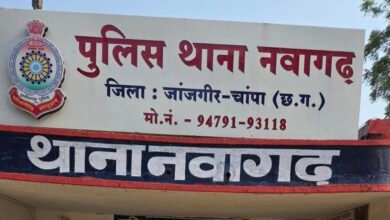 पुलिस थाना नवागढ़
जिला : जांजगीर-चांपा (छ.ग.)
मो.नं. - 94791-93118
थाना नवागढ़